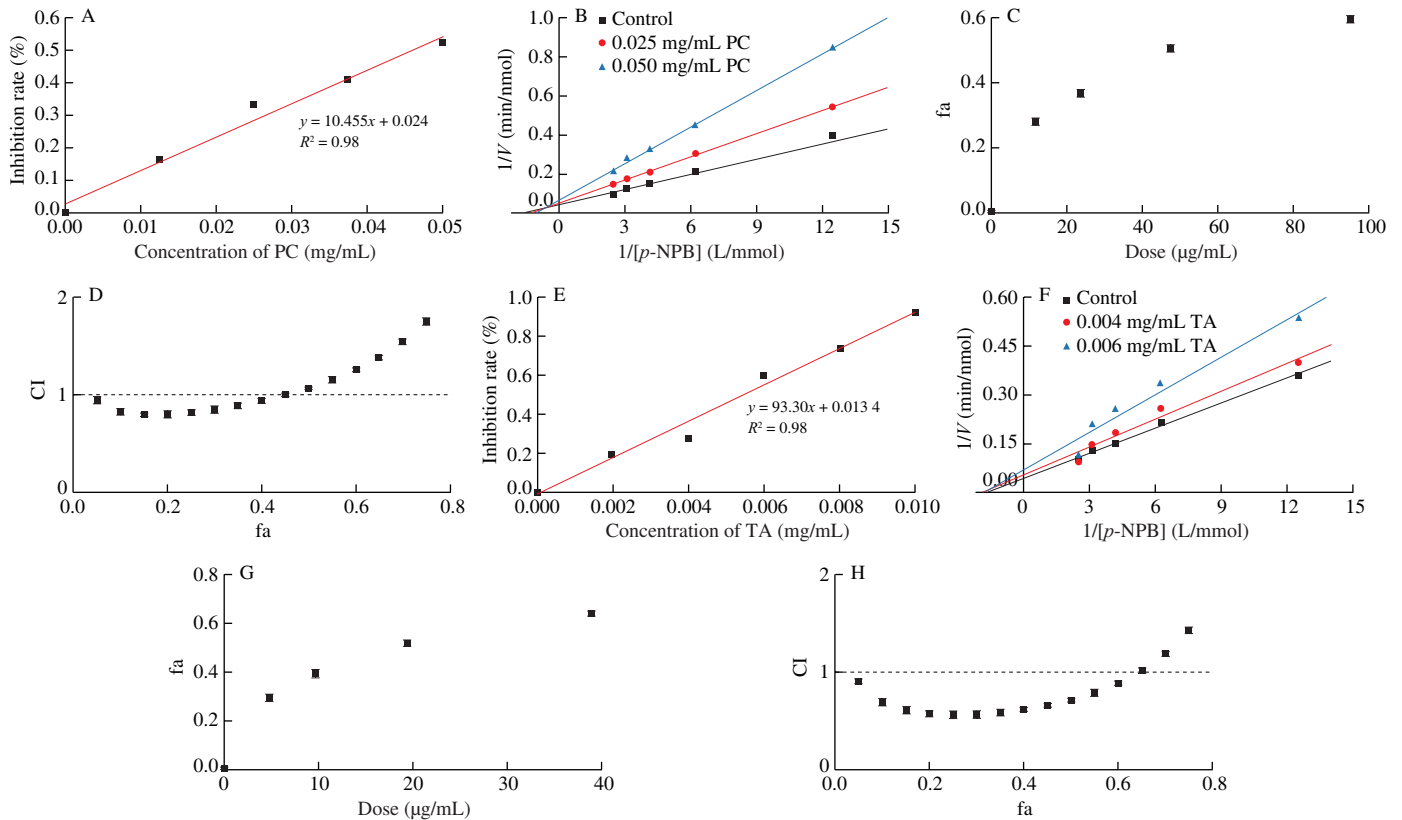 A
Inhibition rate (%)
0.6
0.5
0.4
0.3
0.2
0.1
0.0
y = 10.455x + 0.024
R² = 0.98
0.00 0.01 0.02 0.03 0.04 0.05
Concentration of PC (mg/mL)
B
1/V (min/nmol)
1.0
0.8
0.6
0.4
0.2
0.0
Control
0.025 mg/mL PC
0.050 mg/mL PC
0 3 6 9 12 15
1/[p-NPB] (L/mmol)
C
fa
0.6
0.4
0.2
0.0
0 20 40 60 80 100
Dose (μg/mL)
D
CI
2
1
0
0.0 0.2 0.4 0.6 0.8
fa
E
Inhibition rate (%)
1.0
0.8
0.6
0.4
0.2
0.0
y = 93.30x + 0.013 4
R² = 0.98
0.000 0.002 0.004 0.006 0.008 0.010
Concentration of TA (mg/mL)
F
1/V (min/nmol)
0.60
0.45
0.30
0.15
0.00
Control
0.004 mg/mL TA
0.006 mg/mL TA
0 3 6 9 12 15
1/[p-NPB] (L/mmol)
G
fa
0.8
0.6
0.4
0.2
0.0
0 10 20 30 40
Dose (μg/mL)
H
CI
2
1
0
0.0 0.2 0.4 0.6 0.8
fa